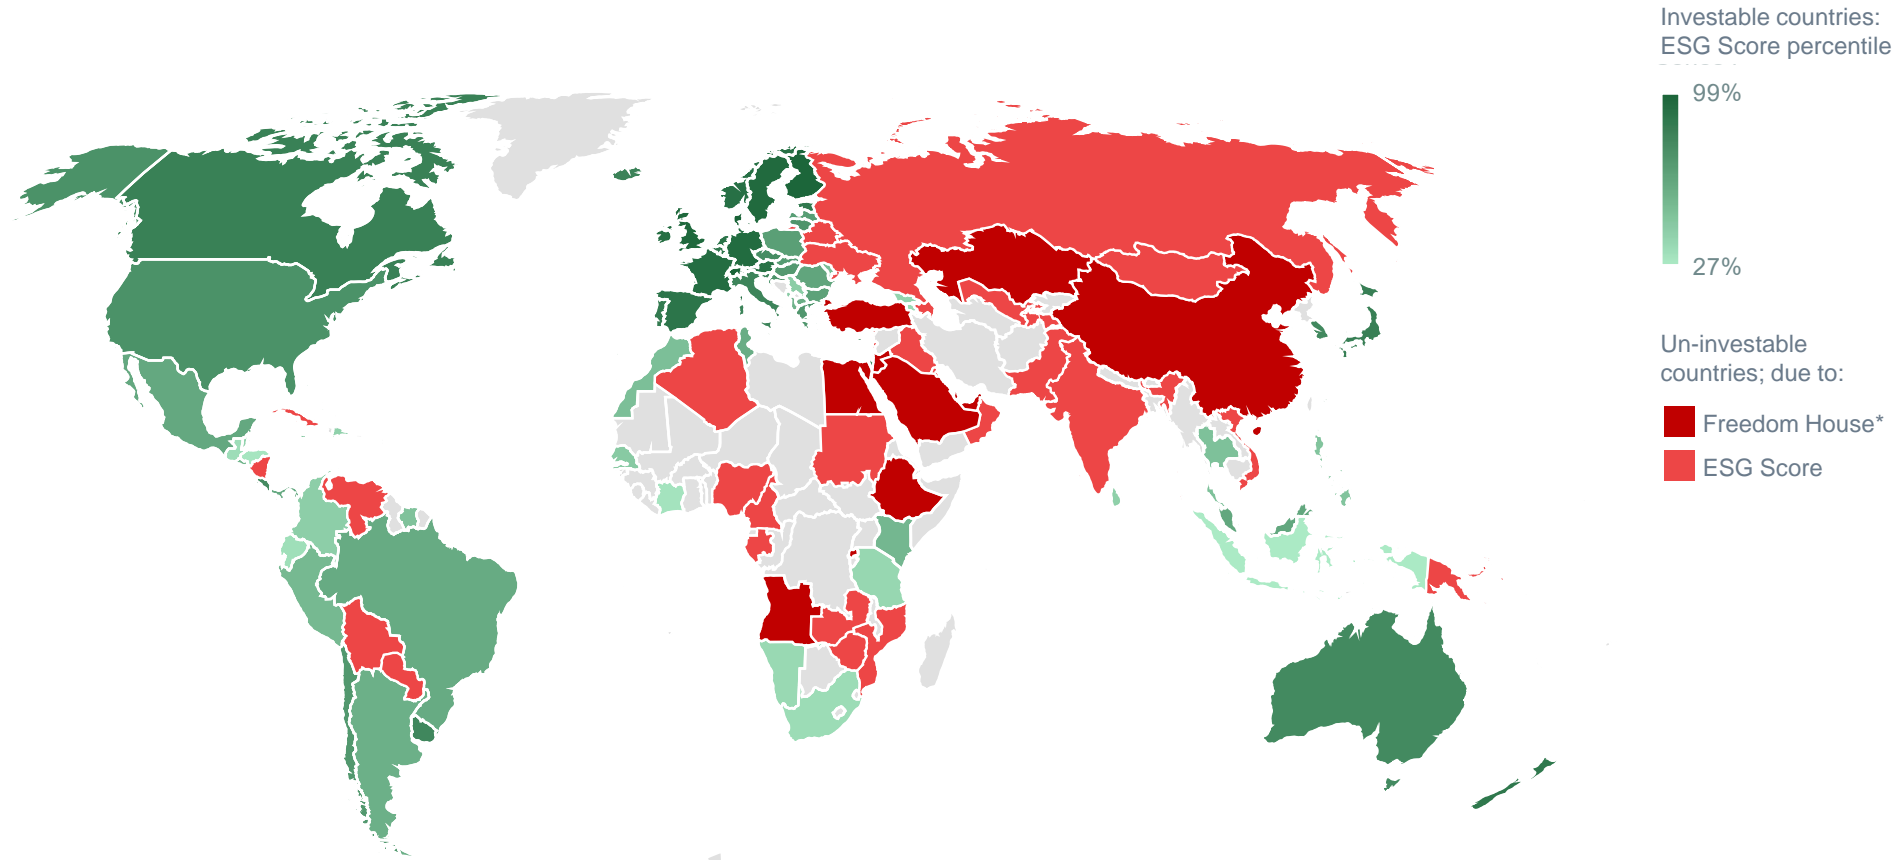 Investable countries:
ESG Score percentile
99%
27%
Un-investable
countries; due to:
Freedom House*
ESG Score